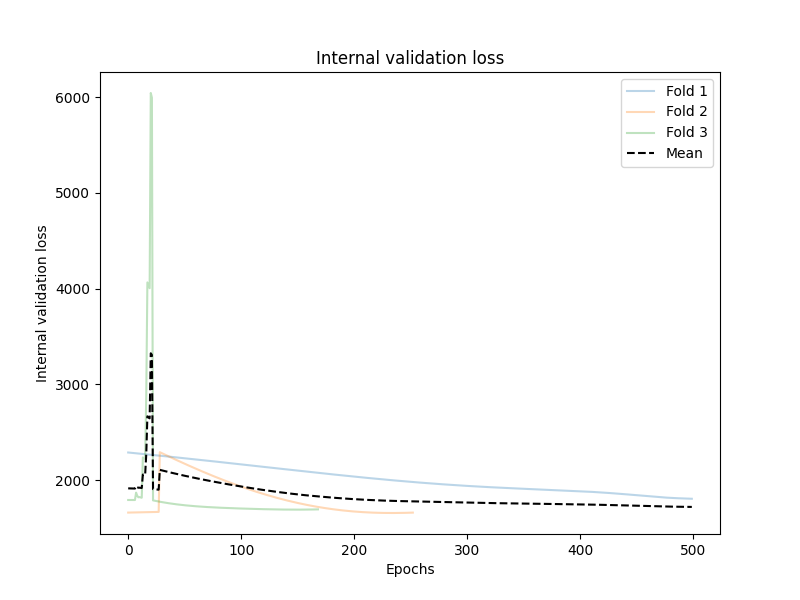 Internal validation loss
Fold 1
Fold 2
Fold 3
Mean
6000
5000
4000
3000
2000
Internal validation loss
0 100 200 300 400 500
Epochs